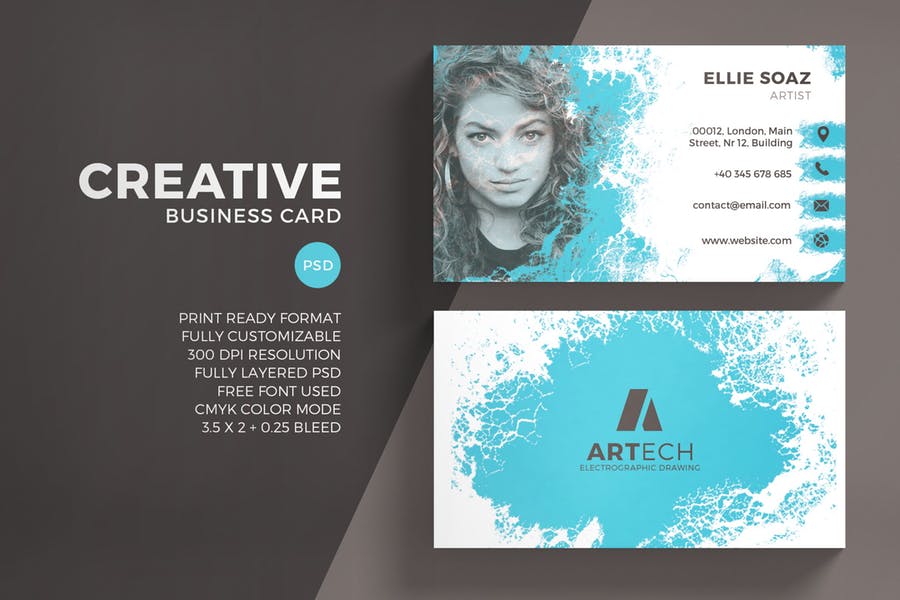 CREATIVE
BUSINESS CARD
PSD
PRINT READY FORMAT
FULLY CUSTOMIZABLE
300 DPI RESOLUTION
FULLY LAYERED PSD
FREE FONT USED
CMYK COLOR MODE
3.5 X 2 + 0.25 BLEED
ELLIE SOAZ
ARTIST
00012, London, Main
Street, Nr 12, Building
+40 345 678 685
contact@email.com
www.website.com
ARTECH
ELECTROGRAPHIC DRAWING